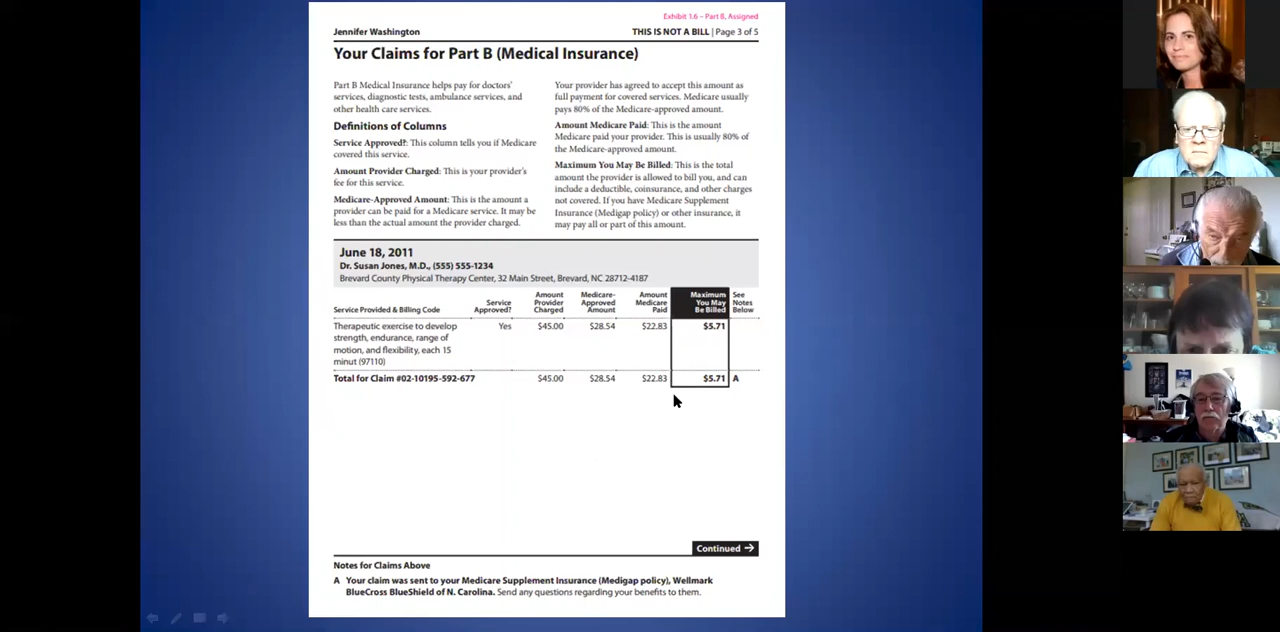 Exhibit 1.6 – Part B, Assigned
Jennifer Washington
THIS IS NOT A BILL | Page 3 of 5
Your Claims for Part B (Medical Insurance)
Part B Medical Insurance helps pay for doctors'
services, diagnostic tests, ambulance services, and
other health care services.
Definitions of Columns
Service Approved?: This column tells you if Medicare
covered this service.
Amount Provider Charged: This is your provider's
fee for this service.
Medicare-Approved Amount: This is the amount a
provider can be paid for a Medicare service. It may be
less than the actual amount the provider charged.
Your provider has agreed to accept this amount as
full payment for covered services. Medicare usually
pays 80% of the Medicare-approved amount.
Amount Medicare Paid: This is the amount
Medicare paid your provider. This is usually 80% of
the Medicare-approved amount.
Maximum You May Be Billed: This is the total
amount the provider is allowed to bill you, and can
include a deductible, coinsurance, and other charges
not covered. If you have Medicare Supplement
Insurance (Medigap policy) or other insurance, it
may pay all or part of this amount.
June 18, 2011
Dr. Susan Jones, M.D., (555) 555-1234
Brevard County Physical Therapy Center, 32 Main Street, Brevard, NC 28712-4187
Service Provided & Billing Code
Service
Approved?
Amount
Provider
Charged
Medicare-
Approved
Amount
Amount
Medicare
Paid
Maximum
You May
Be Billed
See
Notes
Below
Therapeutic exercise to develop
strength, endurance, range of
motion, and flexibility, each 15
minut (97110)
Yes
$45.00
$28.54
$22.83
$5.71
Total for Claim #02-10195-592-677
$45.00
$28.54
$22.83
$5.71
A
Continued →
Notes for Claims Above
A Your claim was sent to your Medicare Supplement Insurance (Medigap policy), Wellmark
BlueCross BlueShield of N. Carolina. Send any questions regarding your benefits to them.